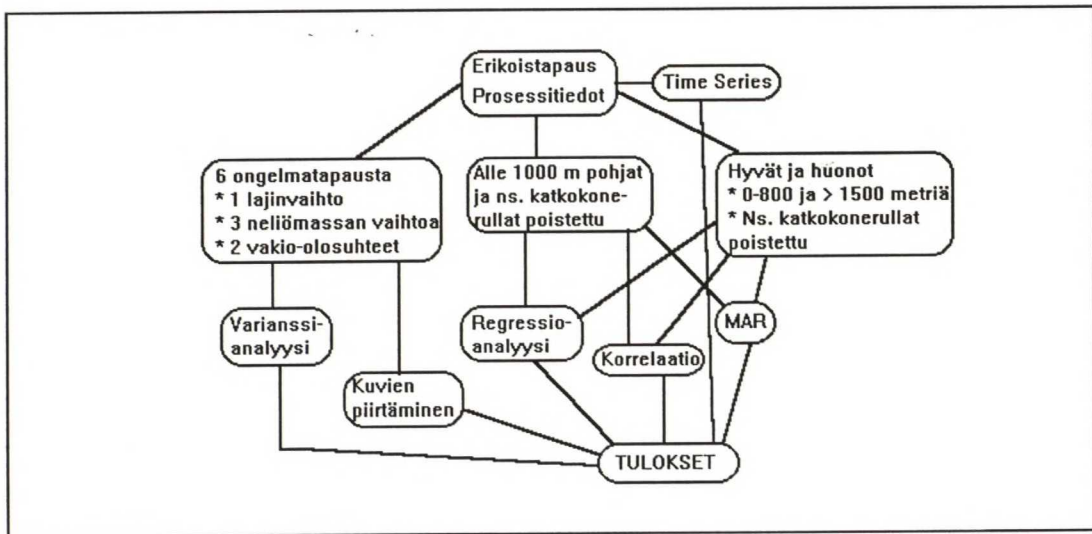 Erikoistapaus
Prosessitiedot
Time Series
6 ongelmatapausta
* 1 lajinvaihto
* 3 neliömassan vaihtoa
* 2 vakio-olosuhteet
Alle 1000 m pohjat
ja ns. katkokone-
rullat poistettu
Hyvät ja huonot
* 0-800 ja > 1500 metriä
* Ns. katkokonerullat
poistettu
Varianssi-
analyysi
Regressio-
analyysi
MAR
Korrelaatio
Kuvien
piirtäminen
TULOKSET